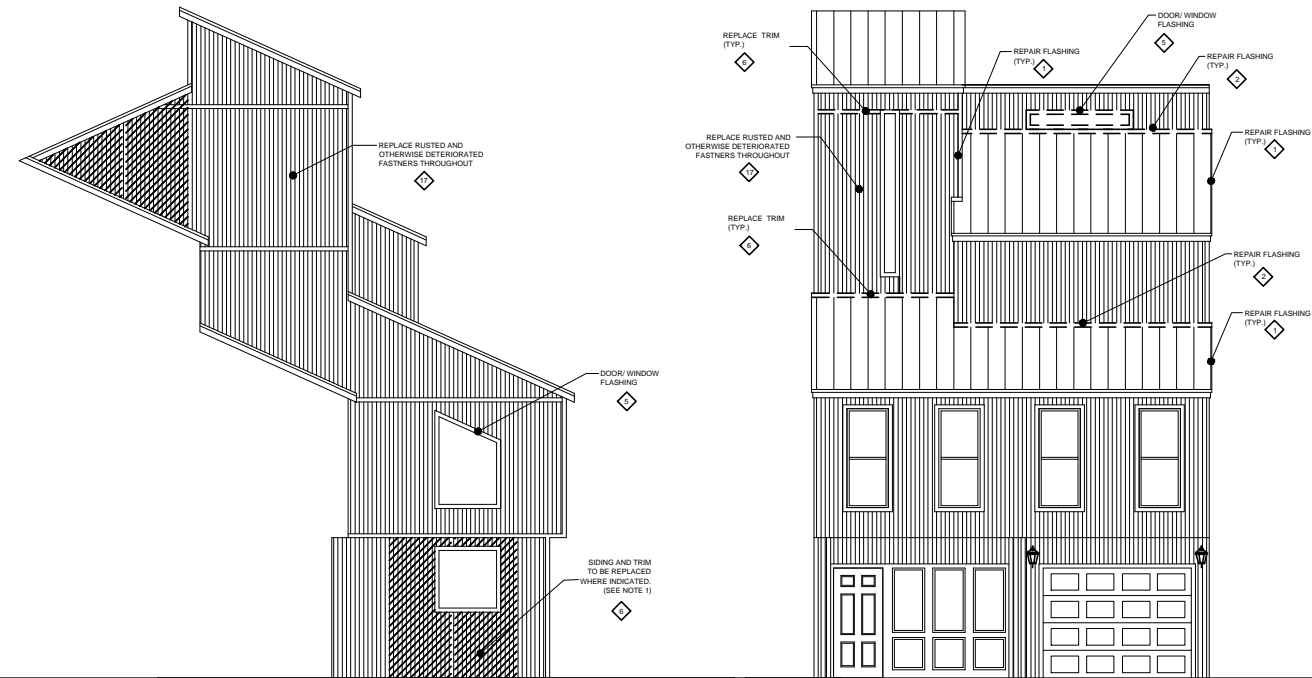 REPLACE RUSTED AND
OTHERWISE DETERIORATED
FASTNERS THROUGHOUT
17
DOOR/ WINDOW
FLASHING
5
SIDING AND TRIM
TO BE REPLACED
WHERE INDICATED.
(SEE NOTE 1)
6
REPLACE TRIM
(TYP.)
6
REPLACE RUSTED AND
OTHERWISE DETERIORATED
FASTNERS THROUGHOUT
17
REPLACE TRIM
(TYP.)
6
DOOR/ WINDOW
FLASHING
5
REPAIR FLASHING
(TYP.)
1
REPAIR FLASHING
(TYP.)
2
REPAIR FLASHING
(TYP.)
1
REPAIR FLASHING
(TYP.)
2
REPAIR FLASHING
(TYP.)
1